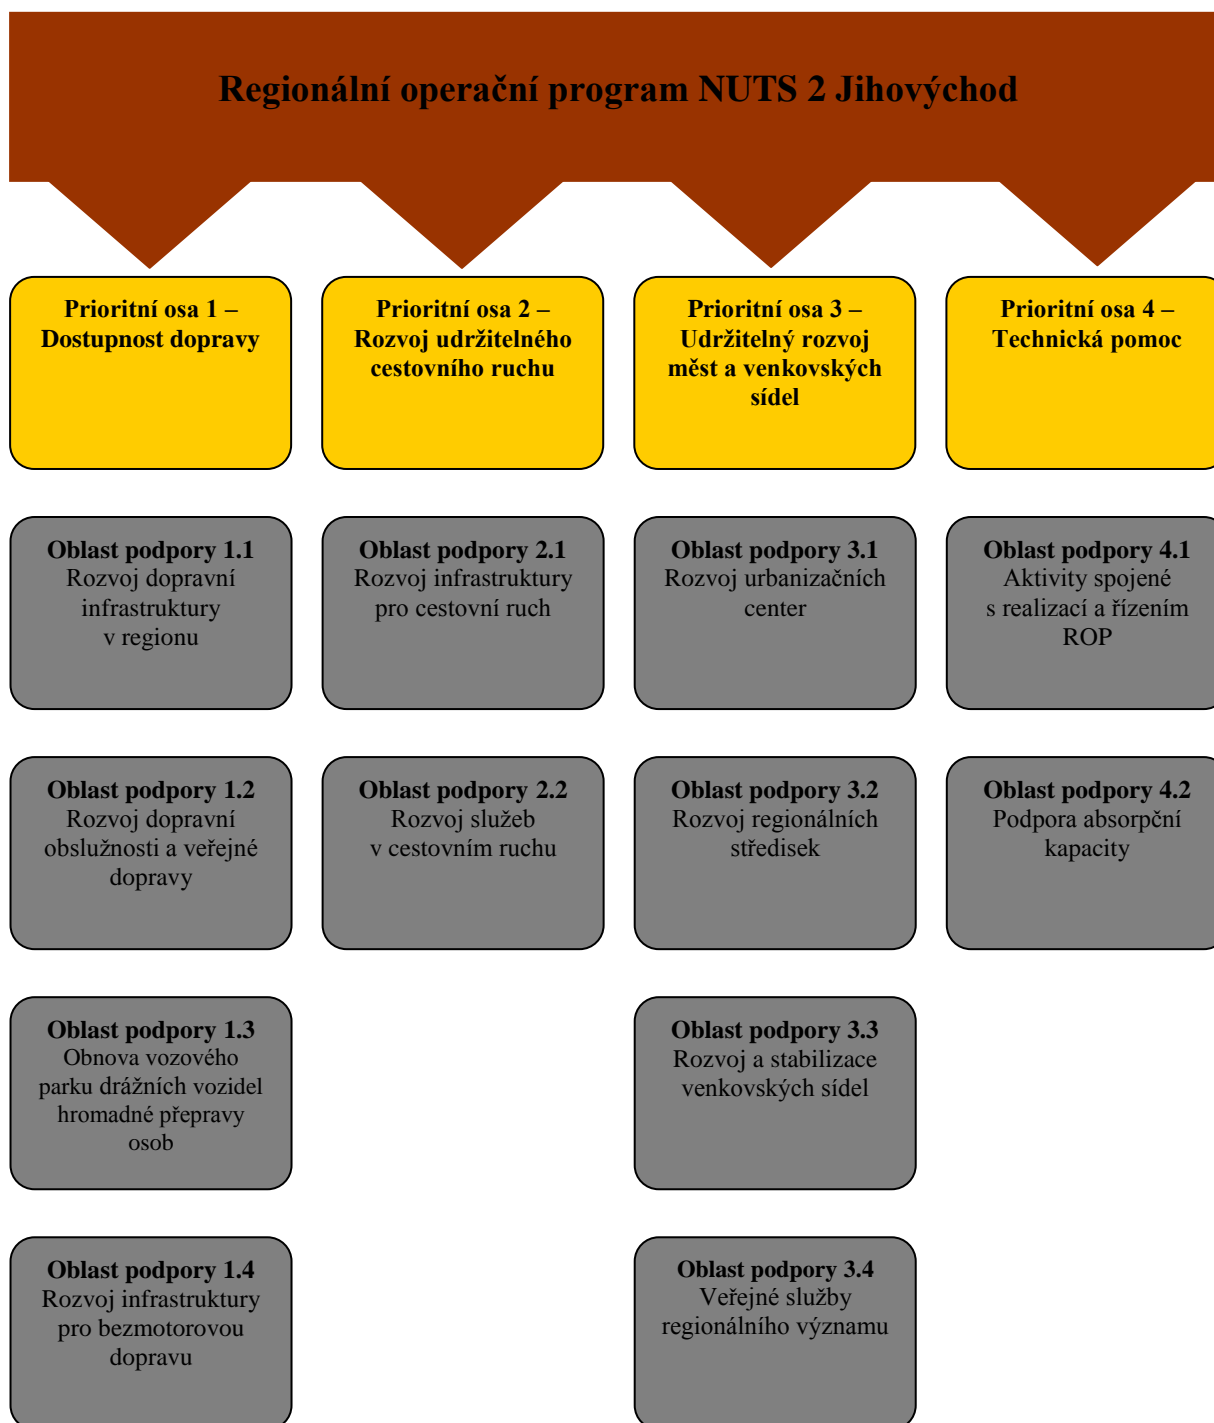 Regionální operační program NUTS 2 Jihovýchod
Prioritní osa 1 –
Dostupnost dopravy
Prioritní osa 2 –
Rozvoj udržitelného
cestovního ruchu
Prioritní osa 3 –
Udržitelný rozvoj
měst a venkovských
sídel
Prioritní osa 4 –
Technická pomoc
Oblast podpory 1.1
Rozvoj dopravní
infrastruktury
v regionu
Oblast podpory 2.1
Rozvoj infrastruktury
pro cestovní ruch
Oblast podpory 3.1
Rozvoj urbanizačních
center
Oblast podpory 4.1
Aktivity spojené
s realizací a řízením
ROP
Oblast podpory 1.2
Rozvoj dopravní
obslužnosti a veřejné
dopravy
Oblast podpory 2.2
Rozvoj služeb
v cestovním ruchu
Oblast podpory 3.2
Rozvoj regionálních
středisek
Oblast podpory 4.2
Podpora absorpční
kapacity
Oblast podpory 1.3
Obnova vozového
parku drážních vozidel
hromadné přepravy
osob
Oblast podpory 3.3
Rozvoj a stabilizace
venkovských sídel
Oblast podpory 1.4
Rozvoj infrastruktury
pro bezmotorovou
dopravu
Oblast podpory 3.4
Veřejné služby
regionálního významu